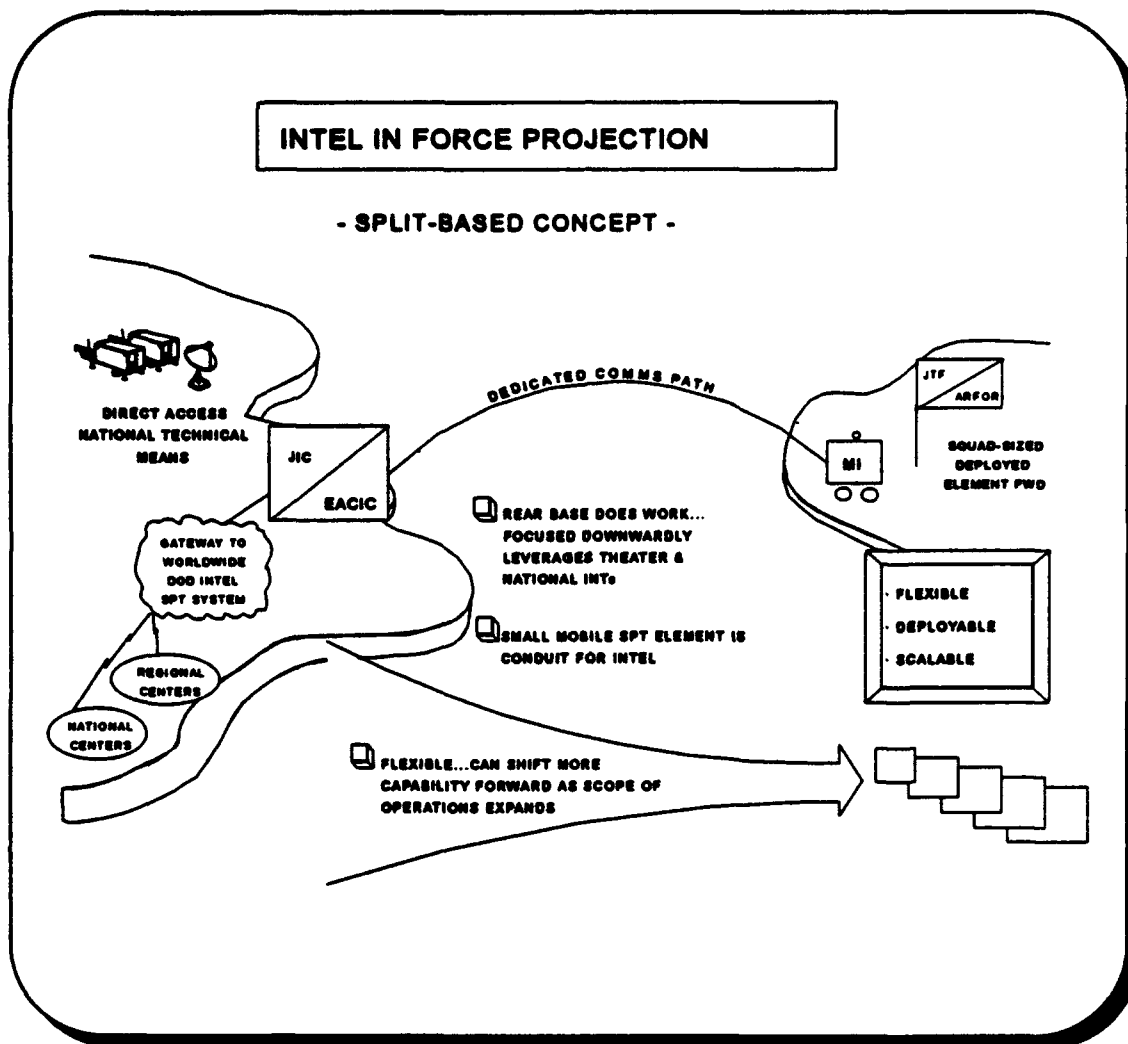 INTEL IN FORCE PROJECTION
- SPLIT-BASED CONCEPT -
DIRECT ACCESS
NATIONAL TECHNICAL
MEANS
JIC
EACIC
DEDICATED COMMS PATH
JTF
ARFOR
MI
SQUAD-SIZED
DEPLOYED
ELEMENT FWD
GATEWAY TO
WORLDWIDE
DOD INTEL
SPT SYSTEM
REGIONAL
CENTERS
NATIONAL
CENTERS
REAR BASE DOES WORK...
FOCUSED DOWNWARDLY
LEVERAGES THEATER &
NATIONAL INTs
SMALL MOBILE SPT ELEMENT IS
CONDUIT FOR INTEL
· FLEXIBLE
· DEPLOYABLE
· SCALABLE
FLEXIBLE...CAN SHIFT MORE
CAPABILITY FORWARD AS SCOPE OF
OPERATIONS EXPANDS